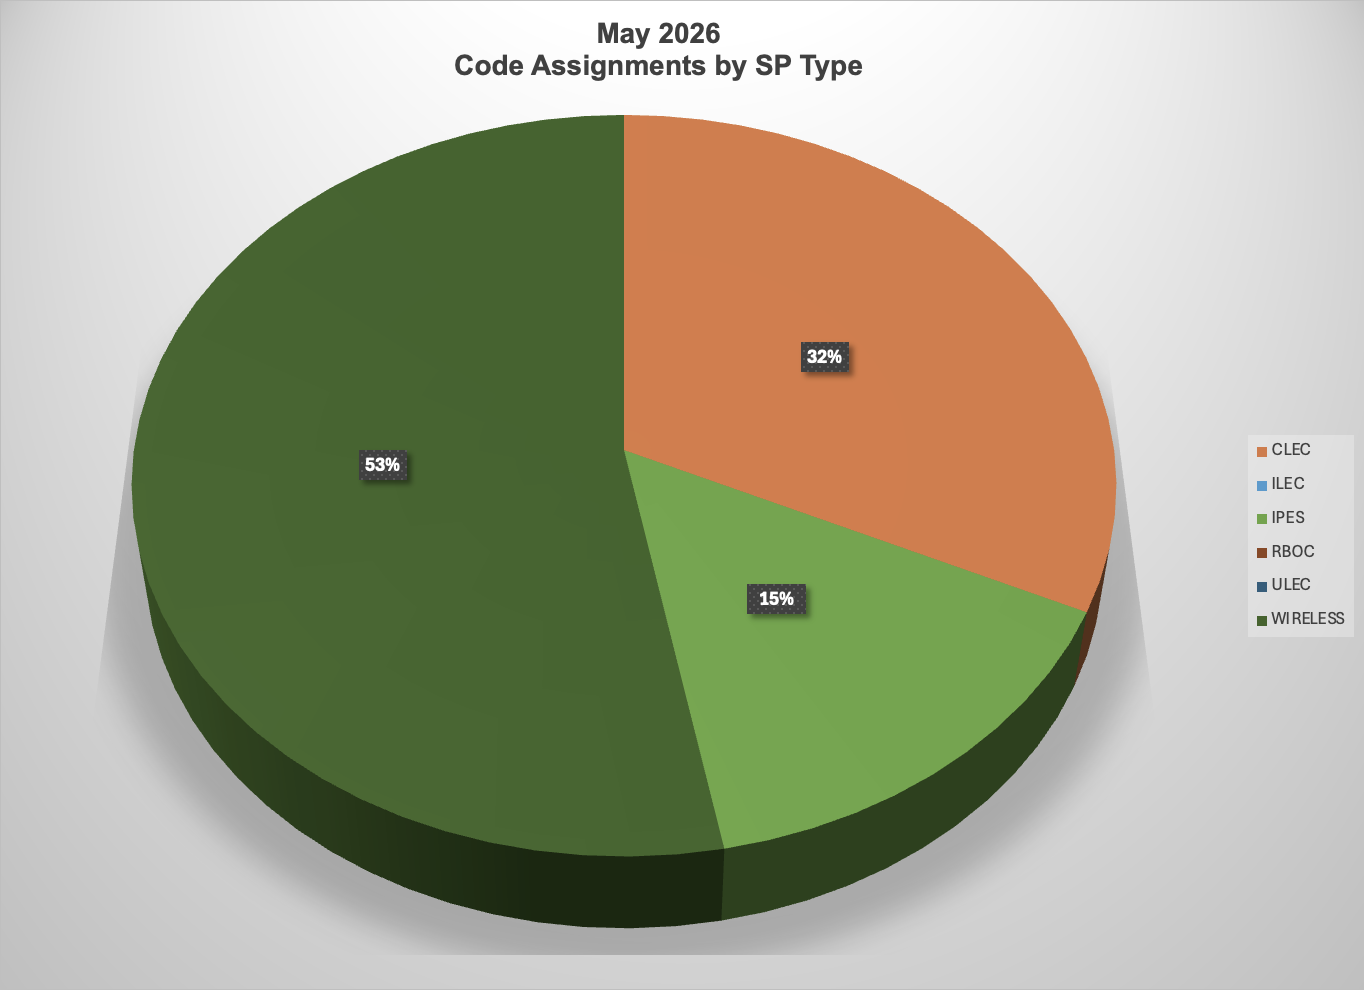 May 2026
Code Assignments by SP Type
32%
53%
15%
CLEC
ILEC
IPES
RBOC
ULEC
WIRELESS